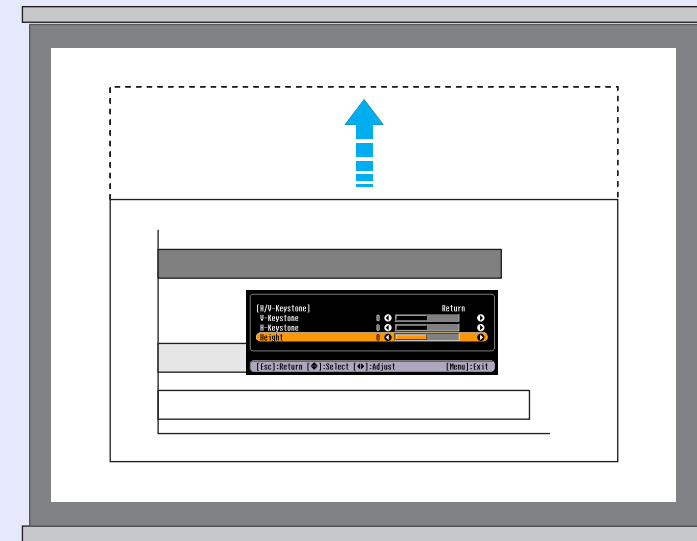 [H/V-Keystone] Return
V-Keystone 0
H-Keystone 0
Height 0
[Esc]:Return [◆]:Select [◀▶]:Adjust [Menu]:Exit